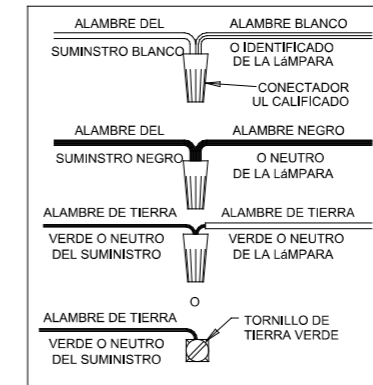 ALAMBRE DEL
SUMINSTRO BLANCO
ALAMBRE BLANCO
O IDENTIFICADO
DE LA LáMPARA
CONECTADOR
UL CALIFICADO
ALAMBRE DEL
SUMINSTRO NEGRO
ALAMBRE NEGRO
O NEUTRO
DE LA LáMPARA
ALAMBRE DE TIERRA
VERDE O NEUTRO
DEL SUMINISTRO
ALAMBRE DE TIERRA
VERDE O NEUTRO
DE LA LáMPARA
O
ALAMBRE DE TIERRA
VERDE O NEUTRO
DEL SUMINISTRO
TORNILLO DE
TIERRA VERDE